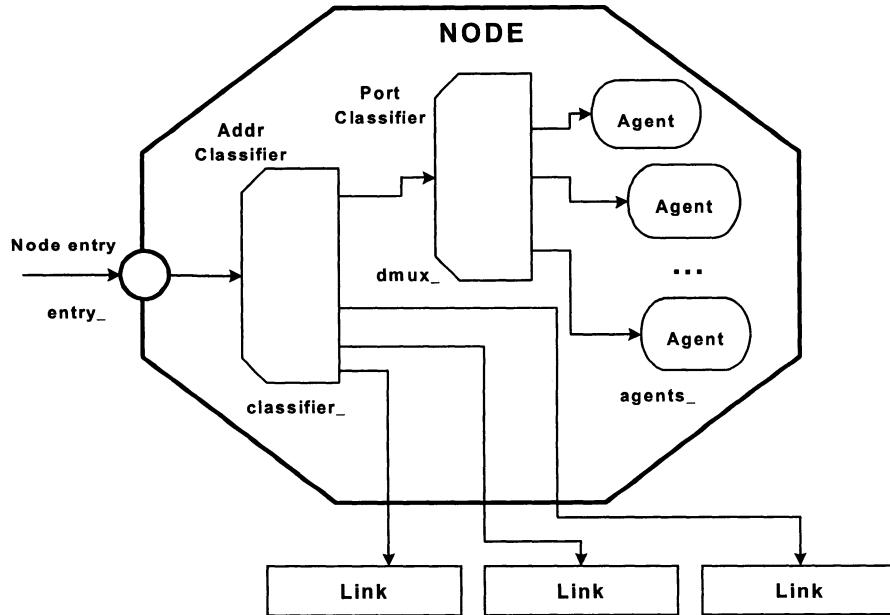 NODE
Port
Classifier
Agent
Addr
Classifier
Agent
Node entry
dmux_
...
entry_
Agent
classifier_
agents_
Link
Link
Link